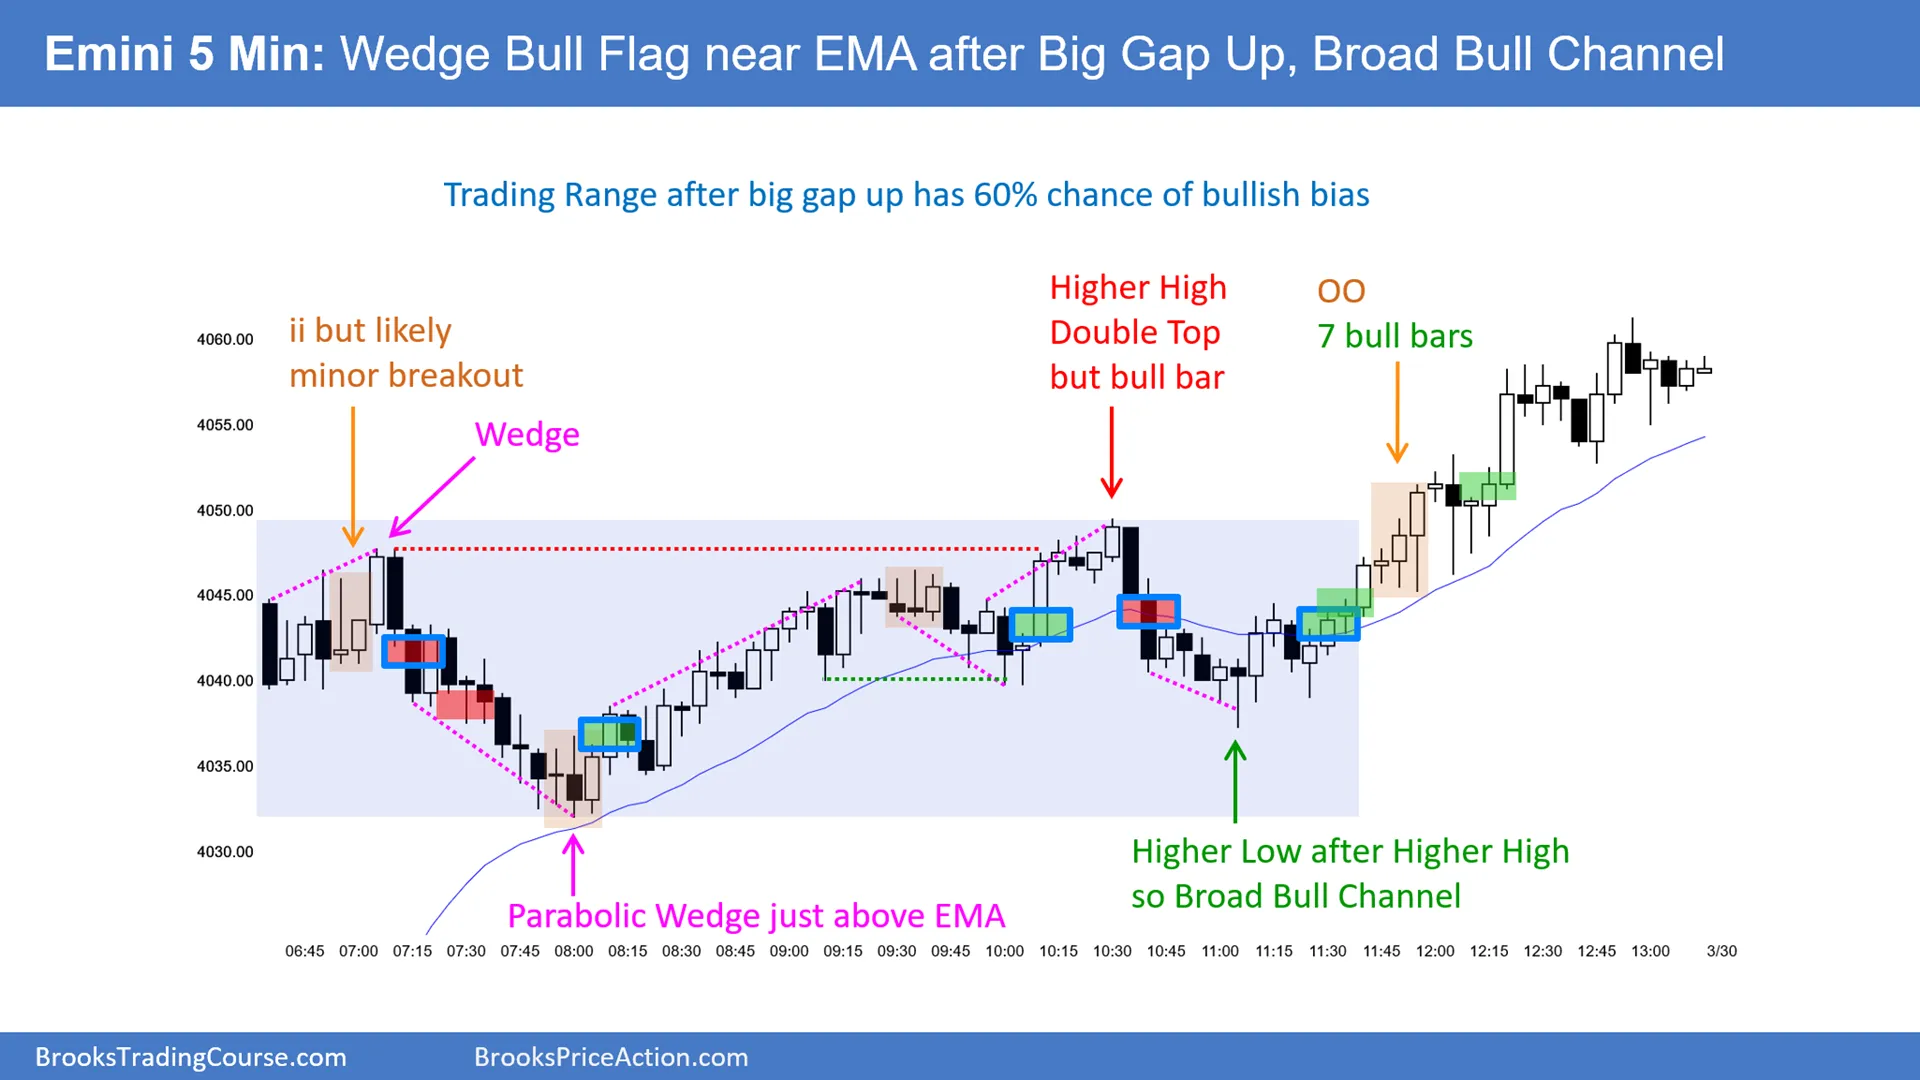 Emini 5 Min: Wedge Bull Flag near EMA after Big Gap Up, Broad Bull Channel
Trading Range after big gap up has 60% chance of bullish bias
ii but likely
minor breakout
Wedge
Higher High
Double Top
but bull bar
OO
7 bull bars
4060.00
4055.00
4050.00
4045.00
4040.00
4035.00
4030.00
Higher Low after Higher High
so Broad Bull Channel
Parabolic Wedge just above EMA
06:45 07:00 07:15 07:30 07:45 08:00 08:15 08:30 08:45 09:00 09:15 09:30 09:45 10:00 10:15 10:30 10:45 11:00 11:15 11:30 11:45 12:00 12:15 12:30 12:45 13:00 3/30
BrooksTradingCourse.com
BrooksPriceAction.com